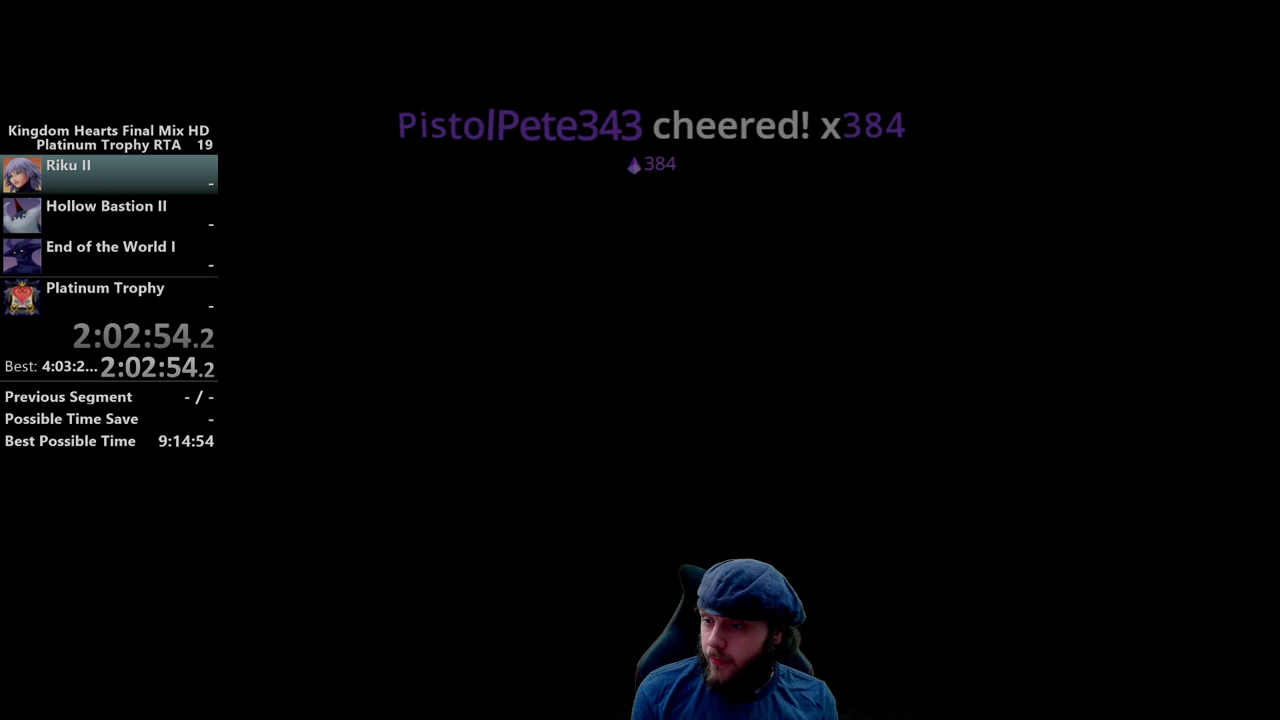 PistolPete343 cheered! x384
384
Kingdom Hearts Final Mix HD
Platinum Trophy RTA 19
Riku II
-
Hollow Bastion II
-
End of the World I
-
Platinum Trophy
-
2:02:54.2
Best: 4:03:2... 2:02:54.2
Previous Segment - / -
Possible Time Save -
Best Possible Time 9:14:54